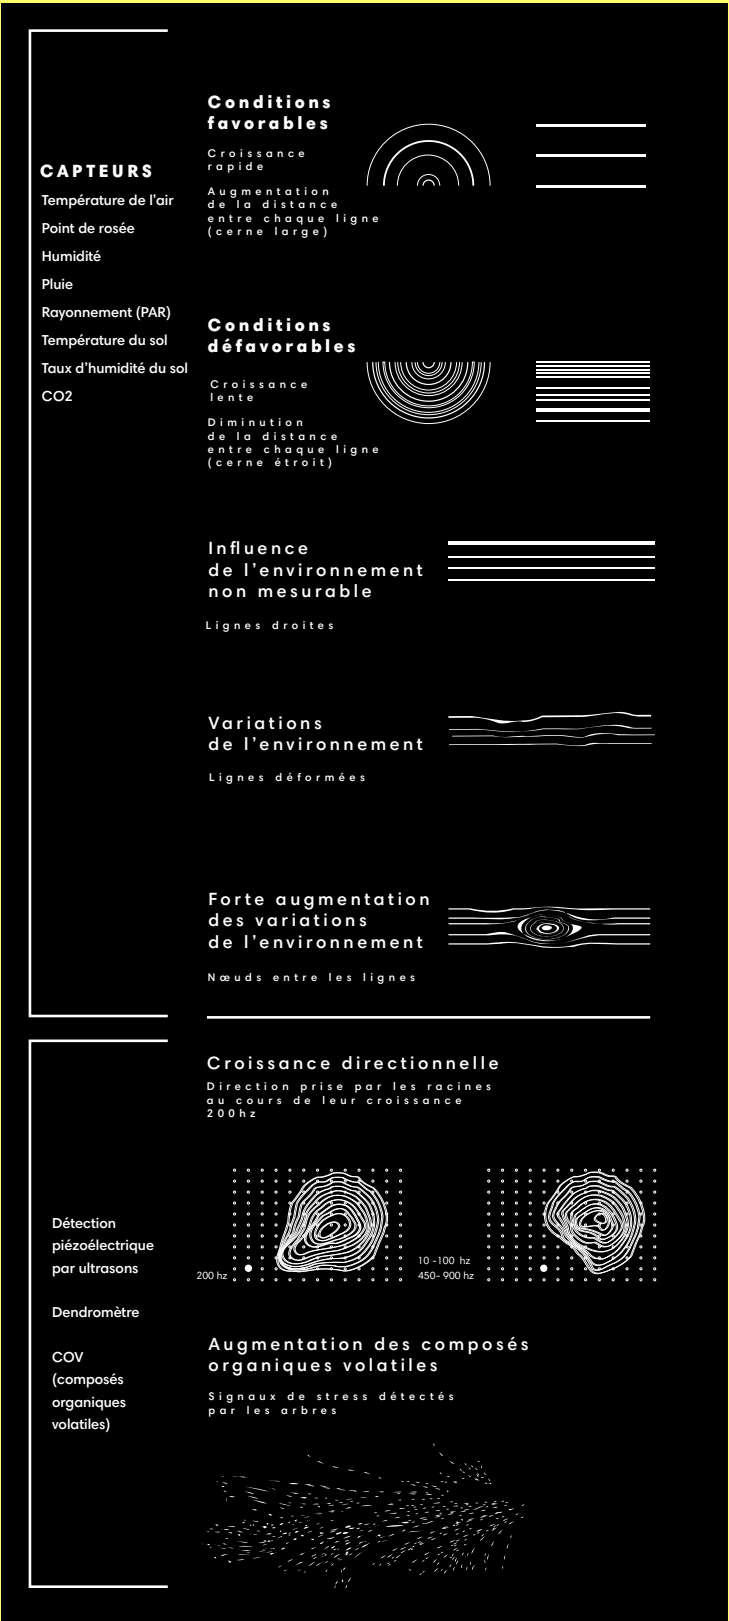 CAPTEURS
Température de l'air
Point de rosée
Humidité
Pluie
Rayonnement (PAR)
Température du sol
Taux d'humidité du sol
CO2
Conditions
favorables
Croissance
rapide
Augmentation
de la distance
entre chaque ligne
(cerne large)
Conditions
défavorables
Croissance
lente
Diminution
de la distance
entre chaque ligne
(cerne étroit)
Influence
de l'environnement
non mesurable
Lignes droites
Variations
de l'environnement
Lignes déformées
Forte augmentation
des variations
de l'environnement
Nœuds entre les lignes
Détection
piézoélectrique
par ultrasons
Dendromètre
COV
(composés
organiques
volatiles)
Croissance directionnelle
Direction prise par les racines
au cours de leur croissance
200hz
200 hz
10 -100 hz
450- 900 hz
Augmentation des composés
organiques volatiles
Signaux de stress détectés
par les arbres